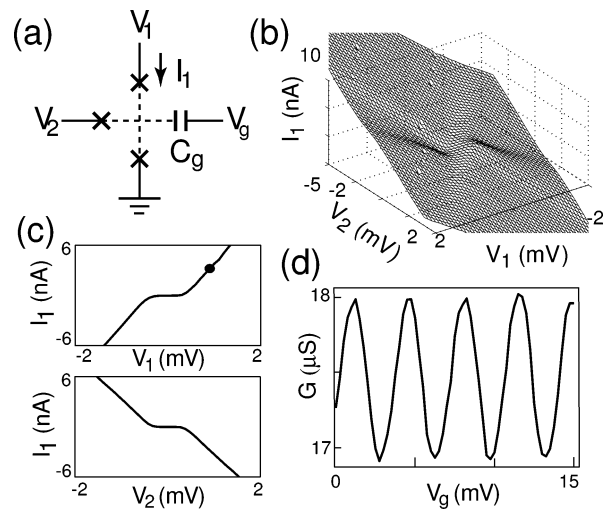 (a)
V1
I1
V2
Vg
Cg
(b)
10
I1 (nA)
-5
-2
V2 (mV)
2
2
V1 (mV)
-2
(c)
6
I1 (nA)
-6
-2
V1 (mV)
2
6
I1 (nA)
-6
-2
V2 (mV)
2
(d)
18
G (μS)
17
0
Vg (mV)
15